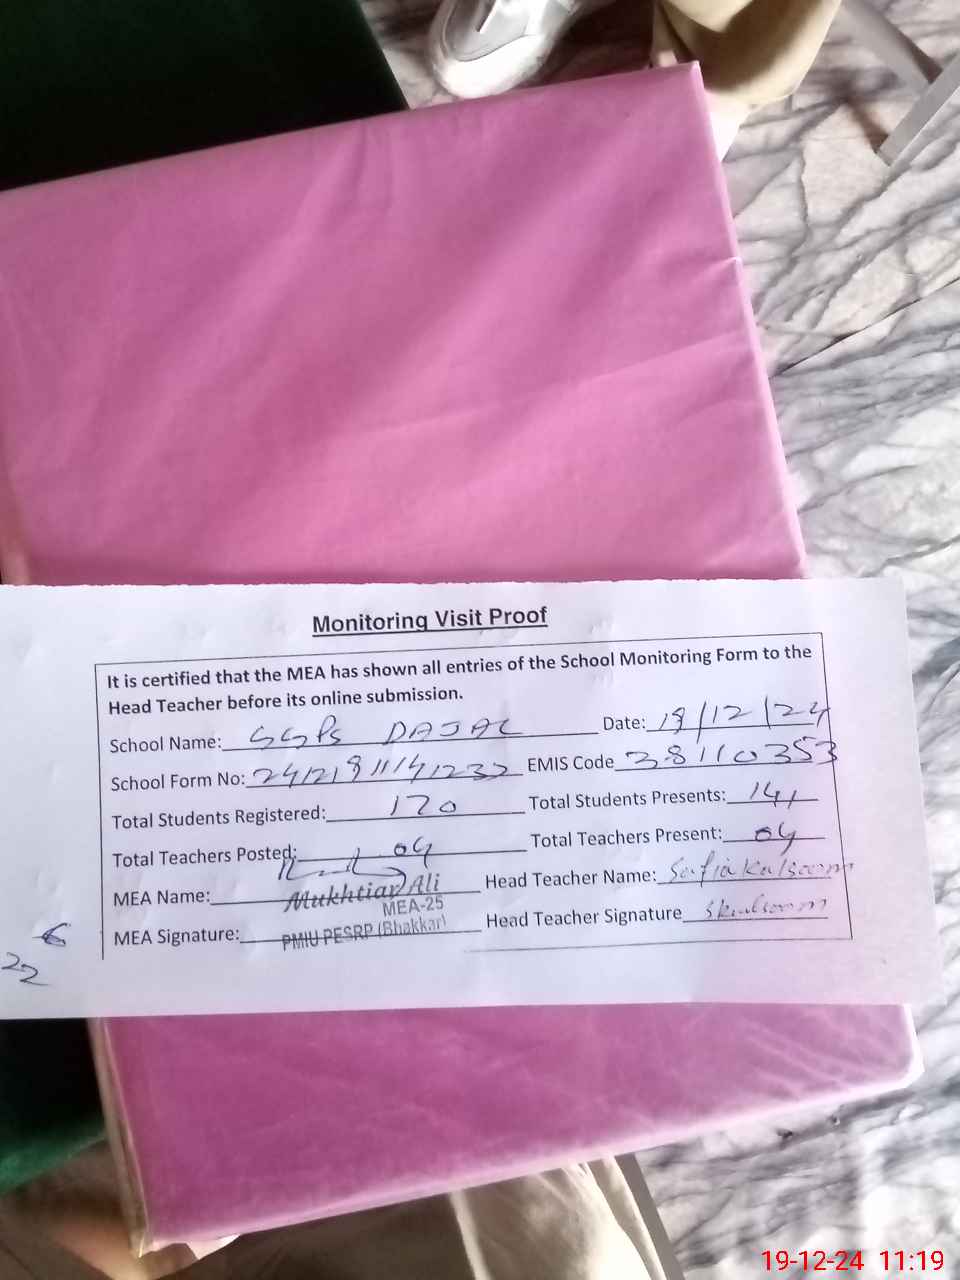 Monitoring Visit Proof
It is certified that the MEA has shown all entries of the School Monitoring Form to the
Head Teacher before its online submission.
School Name: GGPS DAJAL Date: 19/12/24
School Form No: EMIS Code 38110353
Total Students Registered: 170 Total Students Presents: 141
Total Teachers Posted: 04 Total Teachers Present: 04
MEA Name: Mukhtiar Ali Head Teacher Name: Safia Kalsoom
MEA-25
MEA Signature: PMIU PESRP (Bhakkar) Head Teacher Signature Skalsoom
6
22
19-12-24 11:19